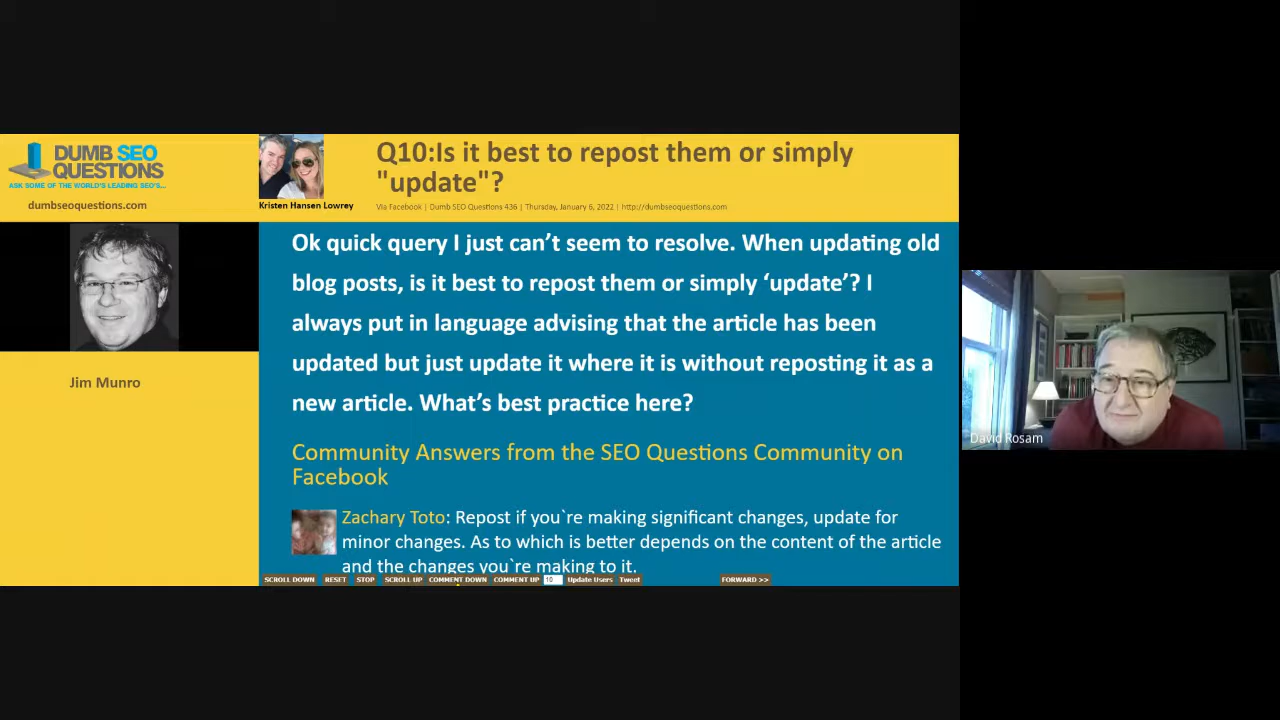 DUMB SEO
QUESTIONS
ASK SOME OF THE WORLD'S LEADING SEO'S...
dumbseoquestions.com
Kristen Hansen Lowrey
Q10:Is it best to repost them or simply
"update"?
Via Facebook | Dumb SEO Questions 436 | Thursday, January 6, 2022 | http://dumbseoquestions.com
Jim Munro
Ok quick query I just can’t seem to resolve. When updating old
blog posts, is it best to repost them or simply ‘update’? I
always put in language advising that the article has been
updated but just update it where it is without reposting it as a
new article. What’s best practice here?
Community Answers from the SEO Questions Community on
Facebook
Zachary Toto: Repost if you`re making significant changes, update for
minor changes. As to which is better depends on the content of the article
and the changes you`re making to it.
SCROLL DOWN RESET STOP SCROLL UP COMMENT DOWN COMMENT UP 10 Update Users Tweet FORWARD >>
David Rosam